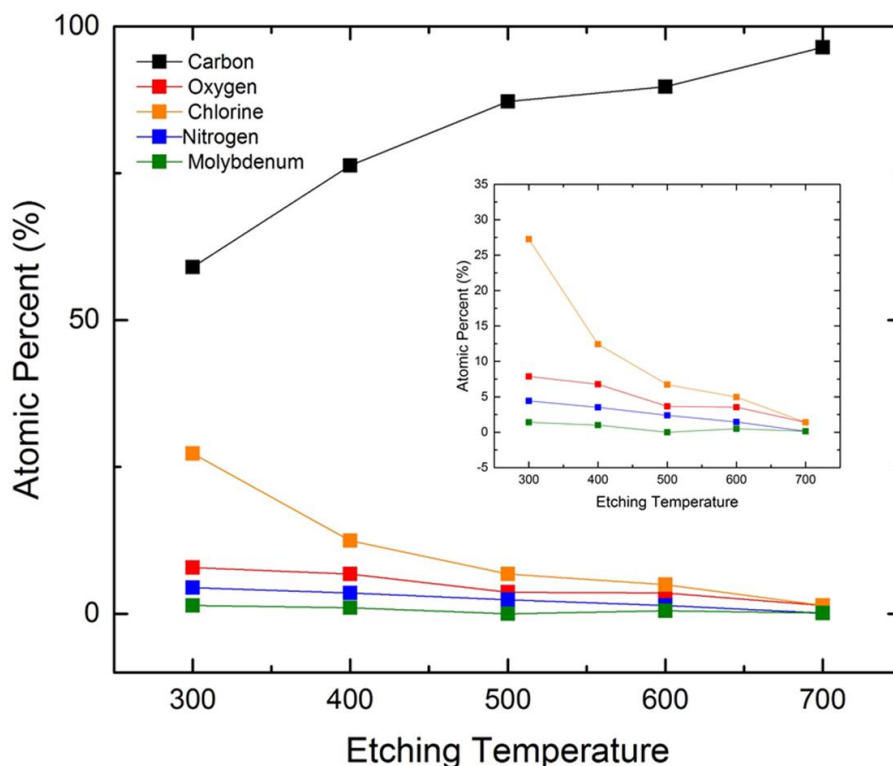 100
Carbon
Oxygen
Chlorine
Nitrogen
Molybdenum
Atomic Percent (%)
50
0
300 400 500 600 700
Etching Temperature
35
30
25
20
15
10
5
0
-5
Atomic Percent (%)
300 400 500 600 700
Etching Temperature